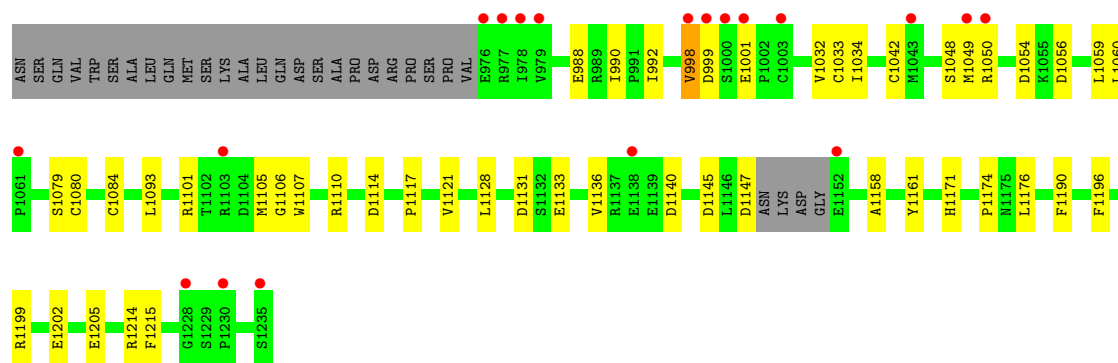 ASN SER GLN VAL TRP SER ALA LEU GLN MET SER LYS ALA LEU GLN ASP SER ALA PRO ASP ARG PRO SER PRO VAL E976 R977 I978 V979 E988 R989 I990 P991 I992 V998 D999 S1000 E1001 P1002 C1003 V1032 C1033 I1034 C1042 M1043 S1048 M1049 R1050 D1054 K1055 D1056 L1059 L1060
P1061 S1079 C1080 C1084 L1093 R1101 T1102 R1103 D1104 M1105 G1106 W1107 R1110 D1114 P1117 V1121 L1128 D1131 S1132 E1133 V1136 R1137 E1138 E1139 D1140 D1145 L1146 D1147 ASN LYS ASP GLY E1152 A1158 Y1161 H1171 P1174 N1175 L1176 F1190 F1196
R1199 E1202 E1205 R1214 F1215 G1228 S1229 P1230 S1235